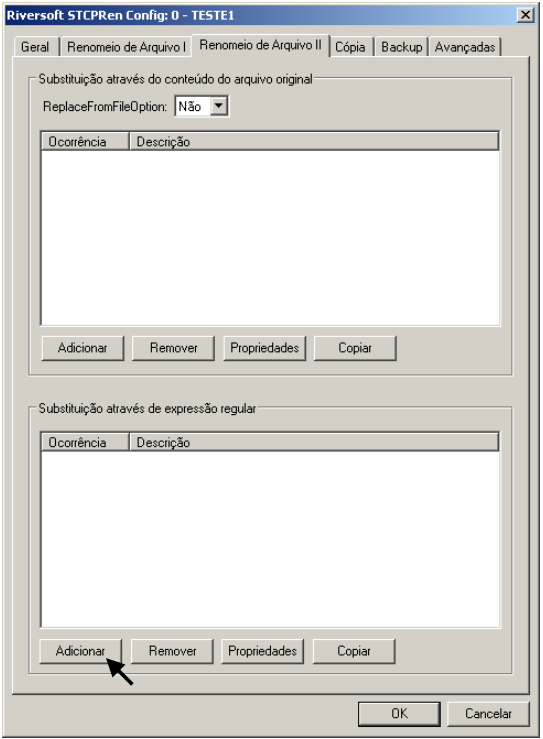 Riversoft STCPRen Config: 0 - TESTE1
Geral Renomeio de Arquivo I Renomeio de Arquivo II Cópia Backup Avançadas
Substituição através do conteúdo do arquivo original
ReplaceFromFileOption: Não
Ocorrência Descrição
Adicionar Remover Propriedades Copiar
Substituição através de expressão regular
Ocorrência Descrição
Adicionar Remover Propriedades Copiar
OK Cancelar